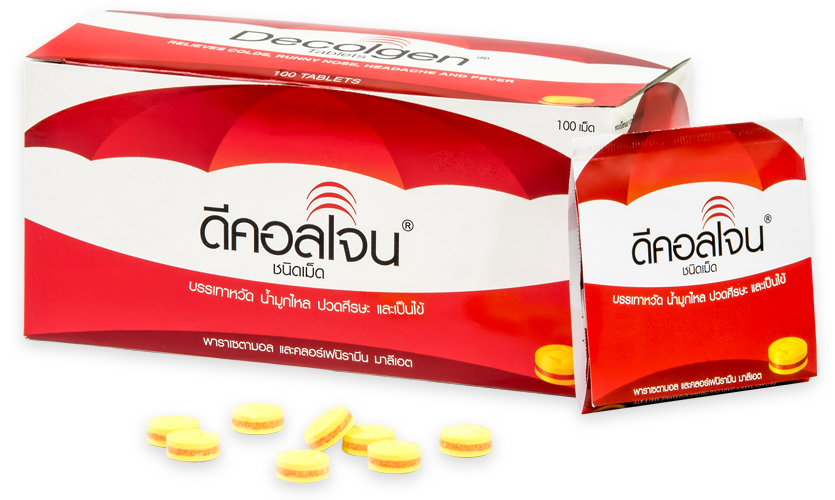 Decolgen ®
Tablets
RELIEVES COLDS, RUNNY NOSE, HEADACHE AND FEVER
100 TABLETS
100 เม็ด
ดีคอลเจน®
ชนิดเม็ด
บรรเทาหวัด น้ำมูกไหล ปวดศีรษะ และเป็นไข้
พาราเซตามอล และคลอร์เฟนิรามีน มาลีเอต
ดีคอลเจน®
ชนิดเม็ด
บรรเทาหวัด น้ำมูกไหล ปวดศีรษะ และเป็นไข้
พาราเซตามอล และคลอร์เฟนิรามีน มาลีเอต